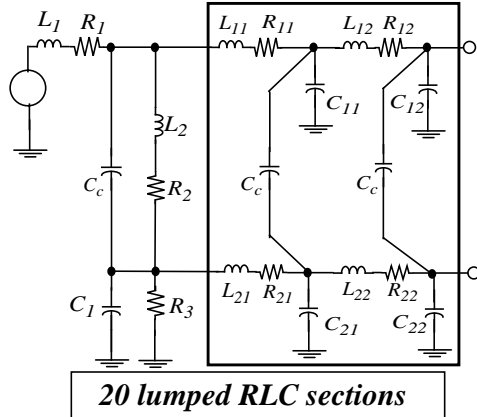 L1 R1 L11 R11 L12 R12
C11 C12
L2
Cc R2 Cc Cc
C1 R3 L21 R21 L22 R22
C21 C22
20 lumped RLC sections